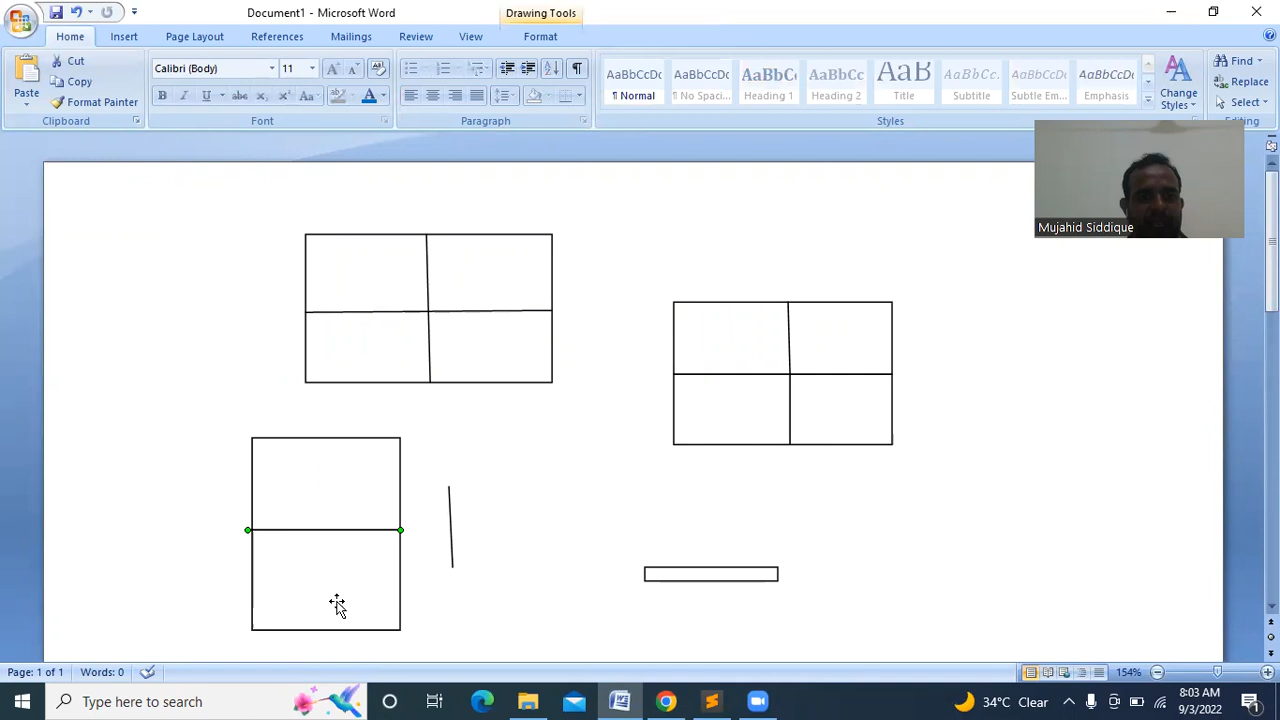 Document1 - Microsoft Word
Drawing Tools
Home
Insert
Page Layout
References
Mailings
Review
View
Format
Paste
Cut
Copy
Format Painter
Clipboard
Calibri (Body)
11
Font
Paragraph
AaBbCcDc
¶ Normal
AaBbCcDc
¶ No Spaci...
AaBbC
Heading 1
AaBbCc
Heading 2
AaB
Title
AaBbCc.
Subtitle
AaBbCcDc
Subtle Em...
AaBbCcDc
Emphasis
Change
Styles
Styles
Find
Replace
Select
Editing
Mujahid Siddique
Page: 1 of 1
Words: 0
154%
Type here to search
34°C Clear
8:03 AM
9/3/2022